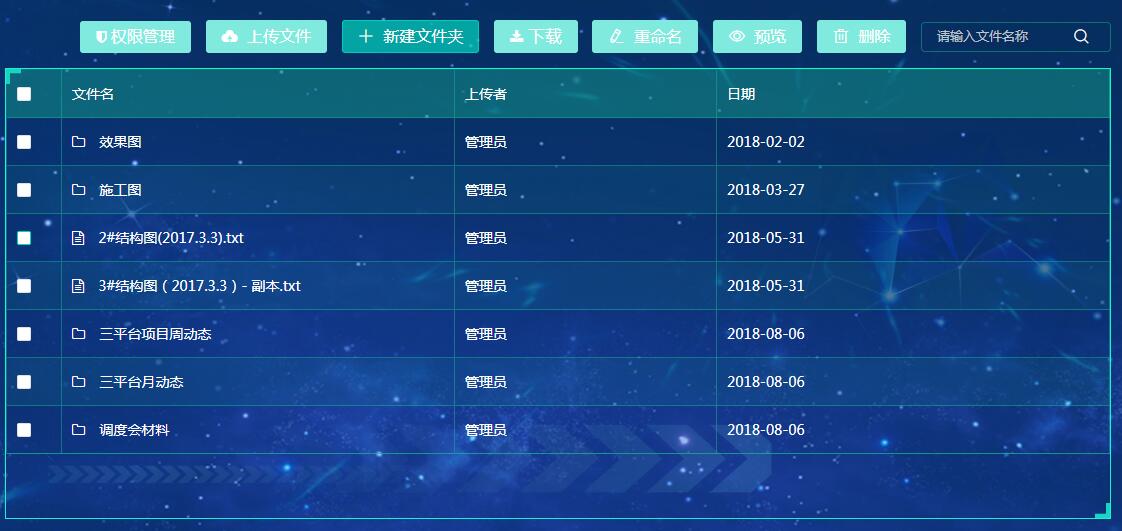 权限管理 上传文件 新建文件夹 下载 重命名 预览 删除 请输入文件名称
文件名 上传者 日期
效果图 管理员 2018-02-02
施工图 管理员 2018-03-27
2#结构图(2017.3.3).txt 管理员 2018-05-31
3#结构图（2017.3.3）- 副本.txt 管理员 2018-05-31
三平台项目周动态 管理员 2018-08-06
三平台月动态 管理员 2018-08-06
调度会材料 管理员 2018-08-06